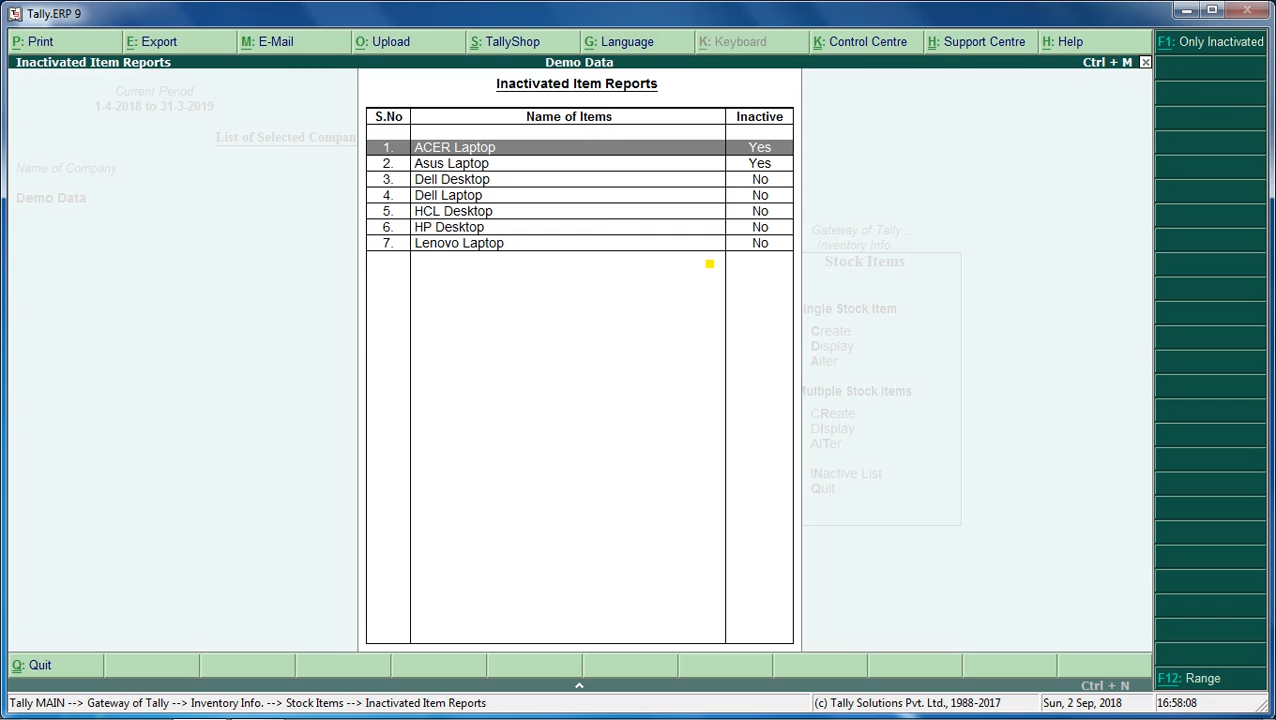 Tally.ERP 9
P: Print E: Export M: E-Mail O: Upload S: TallyShop G: Language K: Keyboard K: Control Centre H: Support Centre H: Help F1: Only Inactivated
Inactivated Item Reports Demo Data Ctrl + M
Current Period
1-4-2018 to 31-3-2019
List of Selected Compan
Name of Company
Demo Data
Inactivated Item Reports
S.No Name of Items Inactive
1. ACER Laptop Yes
2. Asus Laptop Yes
3. Dell Desktop No
4. Dell Laptop No
5. HCL Desktop No
6. HP Desktop No
7. Lenovo Laptop No
Gateway of Tally ....
Inventory Info. ....
Stock Items
ingle Stock Item
Create
Display
Alter
Multiple Stock Items
CReate
DIsplay
AlTer
INactive List
Quit
F12: Range
Q: Quit
Ctrl + N
Tally MAIN --> Gateway of Tally --> Inventory Info. --> Stock Items --> Inactivated Item Reports (c) Tally Solutions Pvt. Ltd., 1988-2017 Sun, 2 Sep, 2018 16:58:08